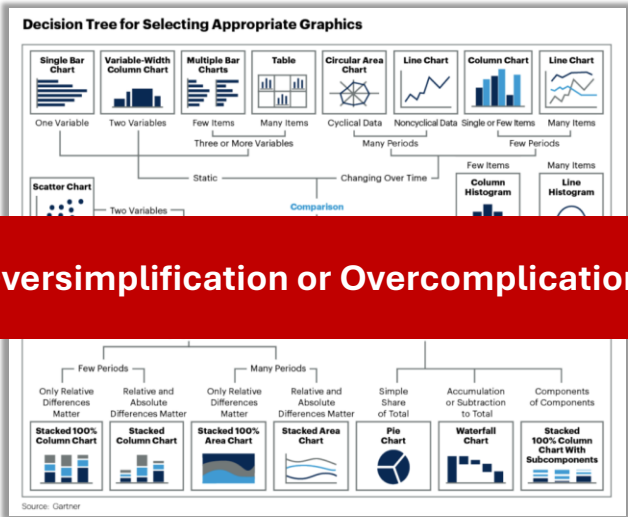 Decision Tree for Selecting Appropriate Graphics
Single Bar Chart
Variable-Width Column Chart
Multiple Bar Charts
Table
Circular Area Chart
Line Chart
Column Chart
Line Chart
One Variable
Two Variables
Few Items
Many Items
Cyclical Data
Noncyclical Data
Single or Few Items
Many Items
Three or More Variables
Many Periods
Few Periods
Static
Changing Over Time
Few Items
Many Items
Scatter Chart
Column Histogram
Line Histogram
Two Variables
Comparison
versimplification or Overcomplication
Few Periods
Many Periods
Only Relative Differences Matter
Relative and Absolute Differences Matter
Only Relative Differences Matter
Relative and Absolute Differences Matter
Simple Share of Total
Accumulation or Subtraction to Total
Components of Components
Stacked 100% Column Chart
Stacked Column Chart
Stacked 100% Area Chart
Stacked Area Chart
Pie Chart
Waterfall Chart
Stacked 100% Column Chart With Subcomponents
Source: Gartner